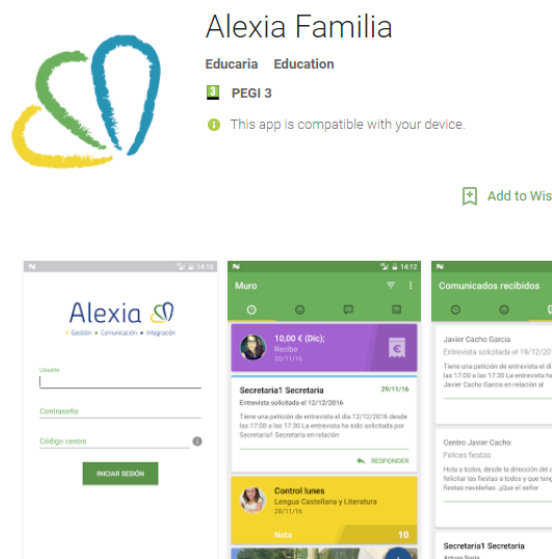 Alexia Familia
Educaria Education
3 PEGI 3
This app is compatible with your device.
Add to Wis
N 14:10
Alexia
Gestión • Comunicación • Integración
Usuario
Contraseña
Código centro
INICIAR SESIÓN
N 14:12
Muro
10,00 € (Dic);
Recibo
30/11/16
Secretaria1 Secretaria 29/11/16
Entrevista solicitada el 12/12/2016
Tiene una petición de entrevista el día 12/12/2016 desde
las 17:00 a las 17:30 La entrevista ha sido solicitada por
Secretaria1 Secretaria en relación
RESPONDER
Control lunes
Lengua Castellana y Literatura
28/11/16
Nota 10
N
Comunicados recibidos
Javier Cacho García
Entrevista solicitada el 19/12/20
Tiene una petición de entrevista el dí
las 17:00 a las 17:30 La entrevista ha
Javier Cacho García en relación al
Centro Javier Cacho
Felices fiestas
Hola a todos, desde la dirección del c
felicitar las fiestas a todos y que teng
fiestas navideñas. ¡Que el señor
Secretaria1 Secretaria